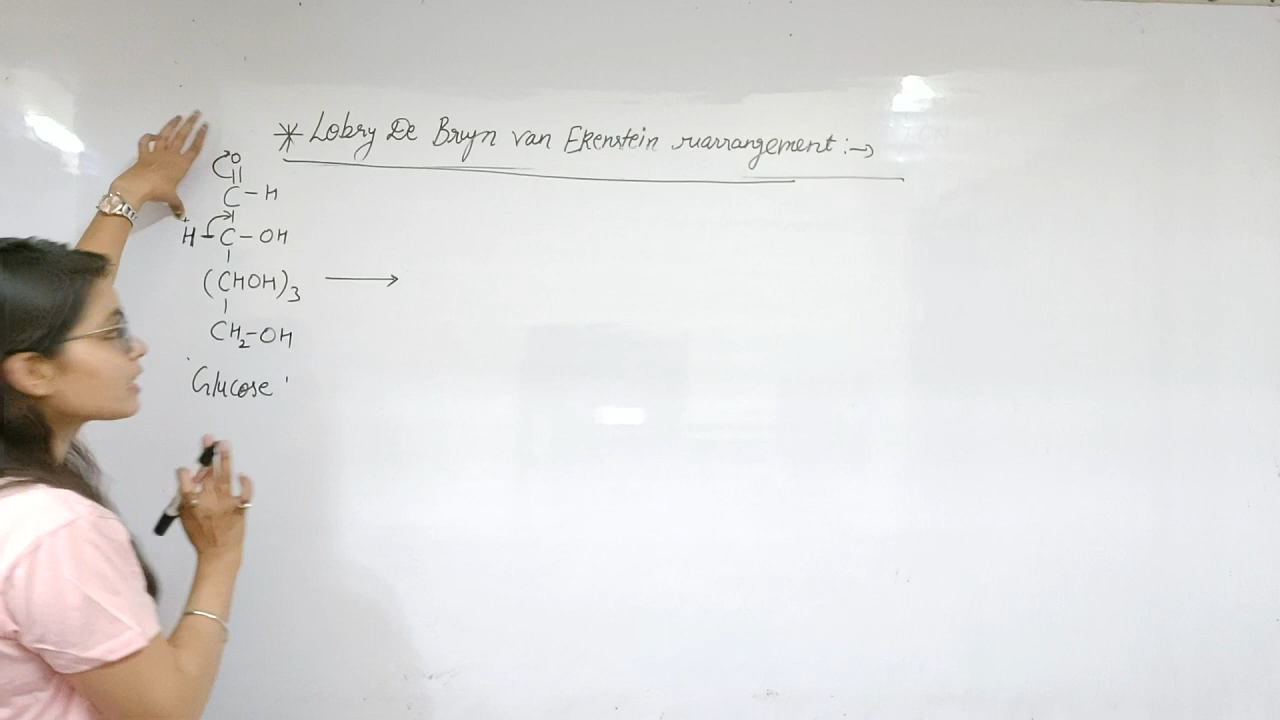 * Lobry De Bryn van Ekenstein rearrangement :→
O
||
C - H
+
H - C - OH
|
(CHOH)3 ⟶
|
CH2-OH
'Glucose'